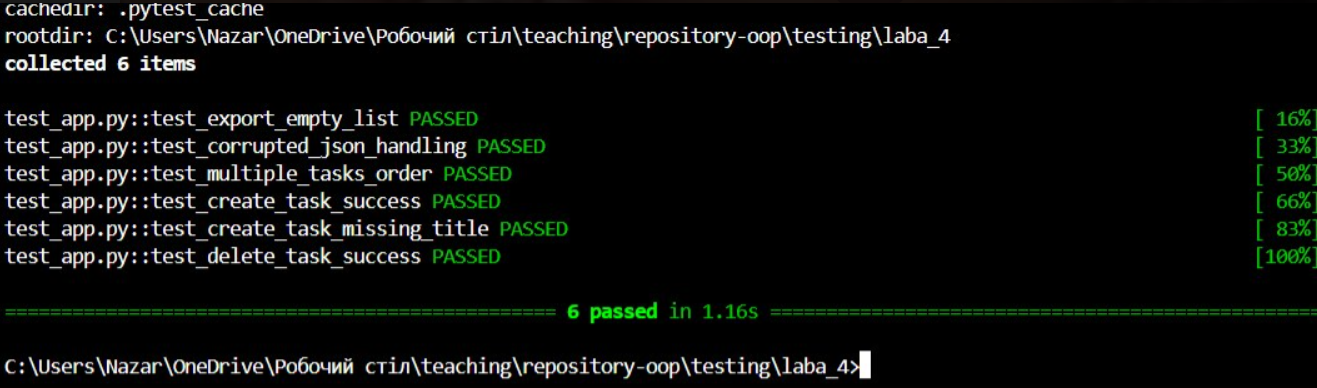 cachedir: .pytest_cache
rootdir: C:\Users\Nazar\OneDrive\Робочий стіл\teaching\repository-oop\testing\laba_4
collected 6 items
test_app.py::test_export_empty_list PASSED [ 16%]
test_app.py::test_corrupted_json_handling PASSED [ 33%]
test_app.py::test_multiple_tasks_order PASSED [ 50%]
test_app.py::test_create_task_success PASSED [ 66%]
test_app.py::test_create_task_missing_title PASSED [ 83%]
test_app.py::test_delete_task_success PASSED [100%]
================================================= 6 passed in 1.16s =================================================
C:\Users\Nazar\OneDrive\Робочий стіл\teaching\repository-oop\testing\laba_4>